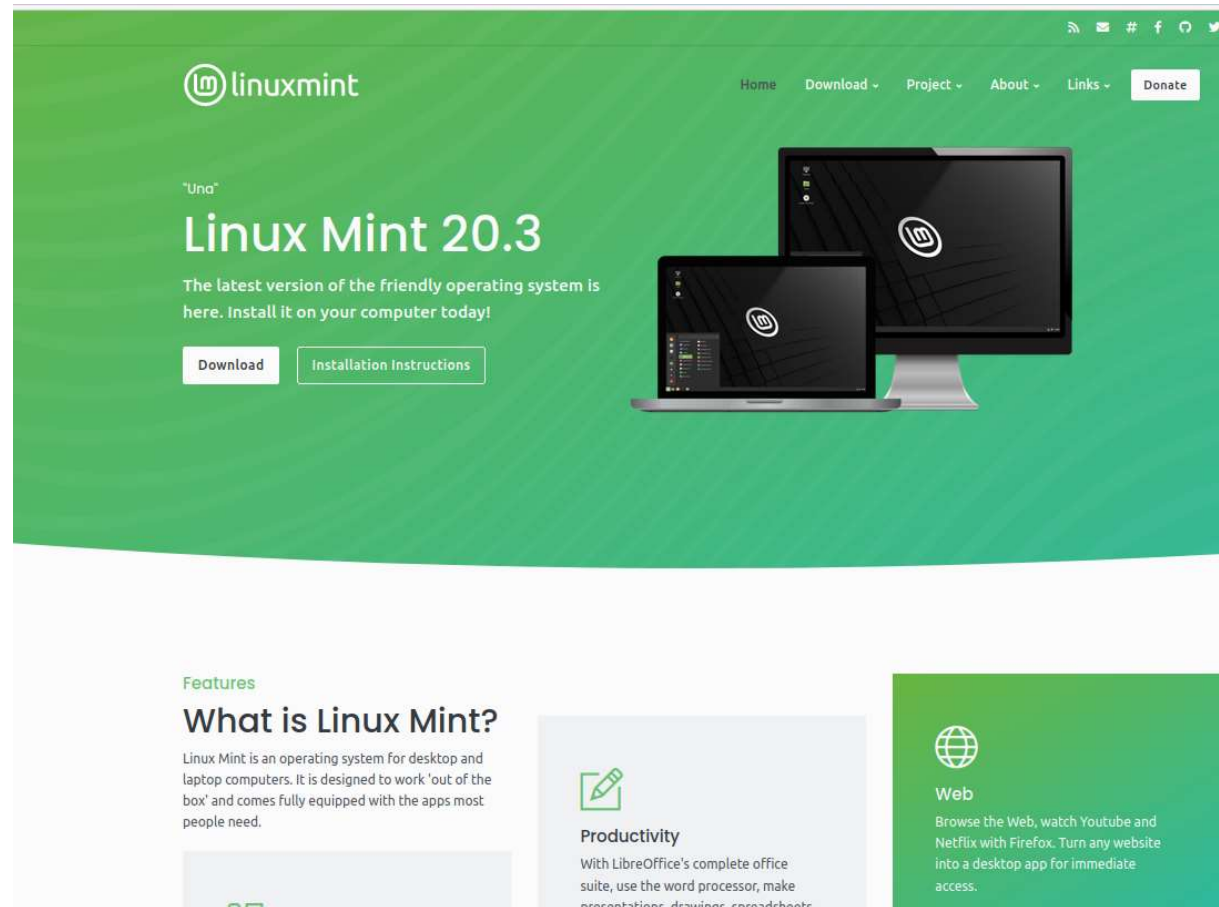 linuxmint
Home Download Project About Links Donate
"Una"
Linux Mint 20.3
The latest version of the friendly operating system is
here. Install it on your computer today!
Download Installation Instructions
Features
What is Linux Mint?
Linux Mint is an operating system for desktop and
laptop computers. It is designed to work 'out of the
box' and comes fully equipped with the apps most
people need.
Productivity
With LibreOffice's complete office
suite, use the word processor, make
presentations, drawings, spreadsheets
Web
Browse the Web, watch Youtube and
Netflix with Firefox. Turn any website
into a desktop app for immediate
access.